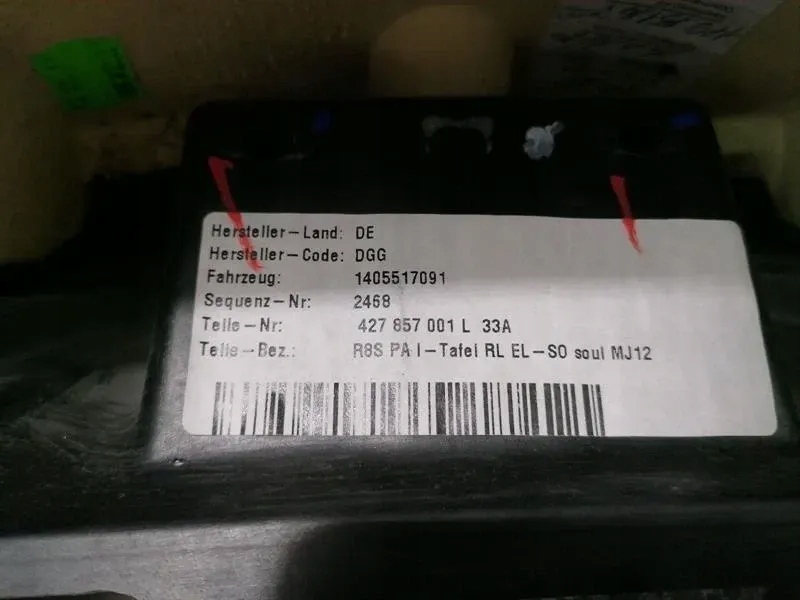 Hersteller-Land: DE
Hersteller-Code: DGG
Fahrzeug: 1405517091
Sequenz-Nr: 2468
Teile-Nr: 427 857 001 L 33A
Teile-Bez.: R8S PA I-Tafel RL EL-SO soul MJ12